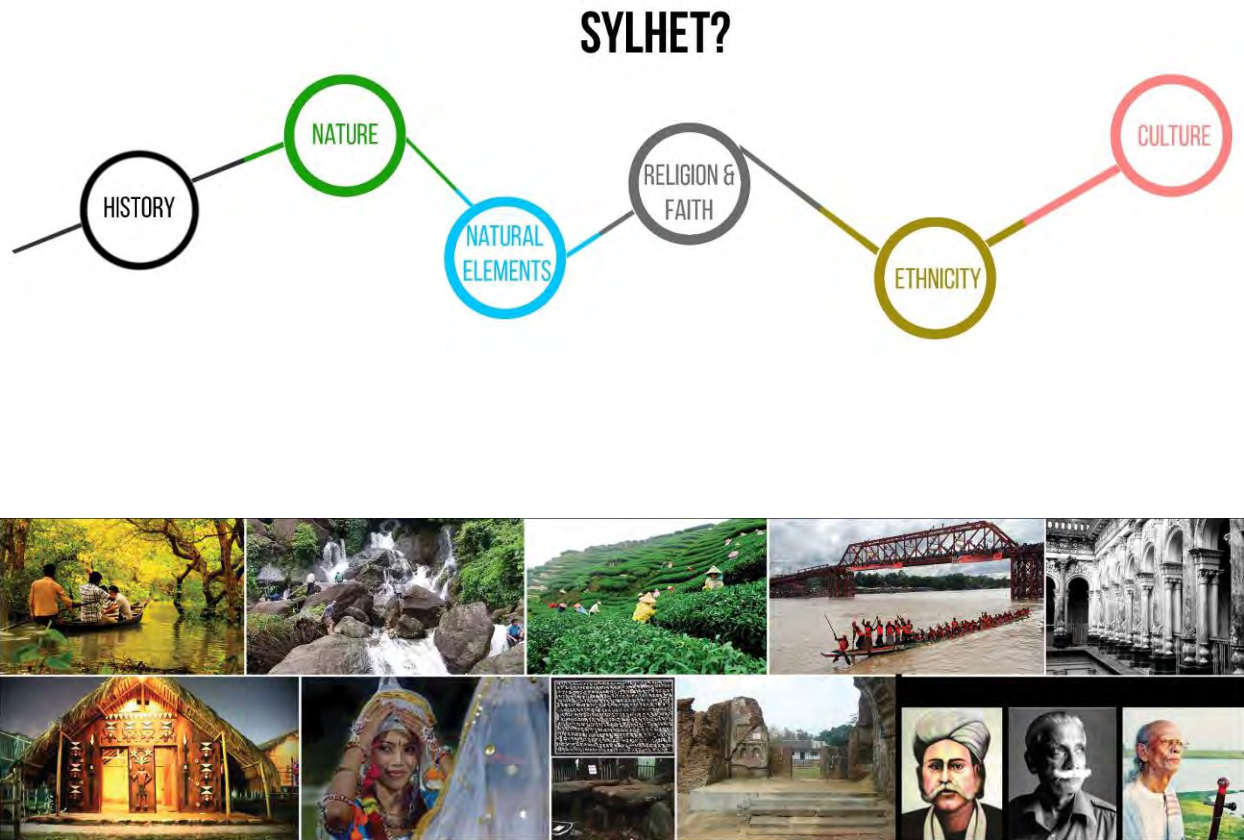 SYLHET?
HISTORY
NATURE
NATURAL
ELEMENTS
RELIGION &
FAITH
ETHNICITY
CULTURE